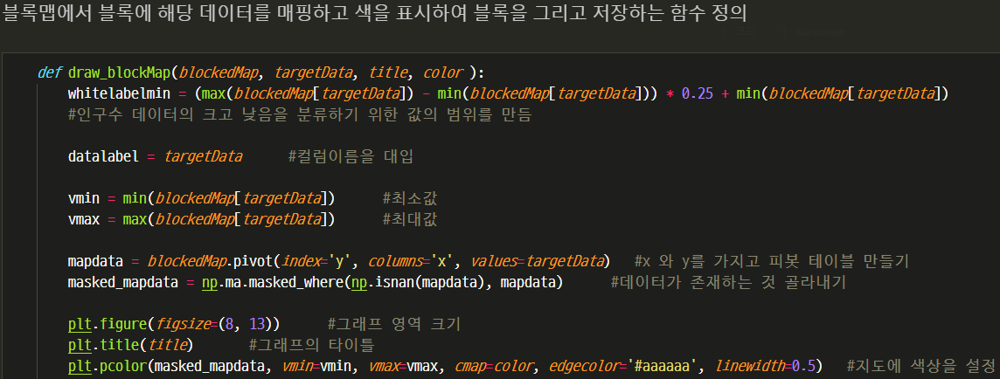 블록맵에서 블록에 해당 데이터를 매핑하고 색을 표시하여 블록을 그리고 저장하는 함수 정의
def draw_blockMap(blockedMap, targetData, title, color ):
whitelabelmin = (max(blockedMap[targetData]) - min(blockedMap[targetData])) * 0.25 + min(blockedMap[targetData])
#인구수 데이터의 크고 낮음을 분류하기 위한 값의 범위를 만듬
datalabel = targetData #컬럼이름을 대입
vmin = min(blockedMap[targetData]) #최소값
vmax = max(blockedMap[targetData]) #최대값
mapdata = blockedMap.pivot(index='y', columns='x', values=targetData) #x 와 y를 가지고 피봇 테이블 만들기
masked_mapdata = np.ma.masked_where(np.isnan(mapdata), mapdata) #데이터가 존재하는 것 골라내기
plt.figure(figsize=(8, 13)) #그래프 영역 크기
plt.title(title) #그래프의 타이틀
plt.pcolor(masked_mapdata, vmin=vmin, vmax=vmax, cmap=color, edgecolor='#aaaaaa', linewidth=0.5) #지도에 색상을 설정